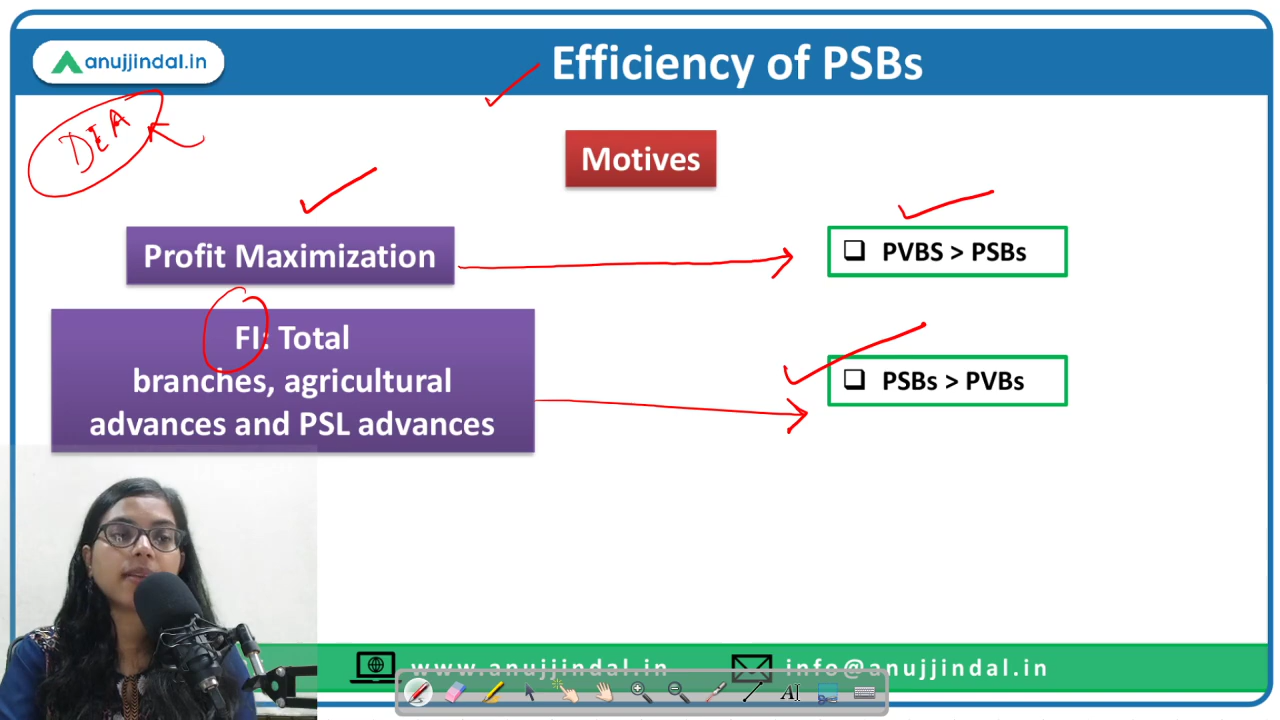 anujjindal.in
Efficiency of PSBs
DEA
Motives
Profit Maximization
PVBS > PSBs
FI: Total
branches, agricultural
advances and PSL advances
PSBs > PVBs
www.anujjindal.in
info@anujjindal.in
AI